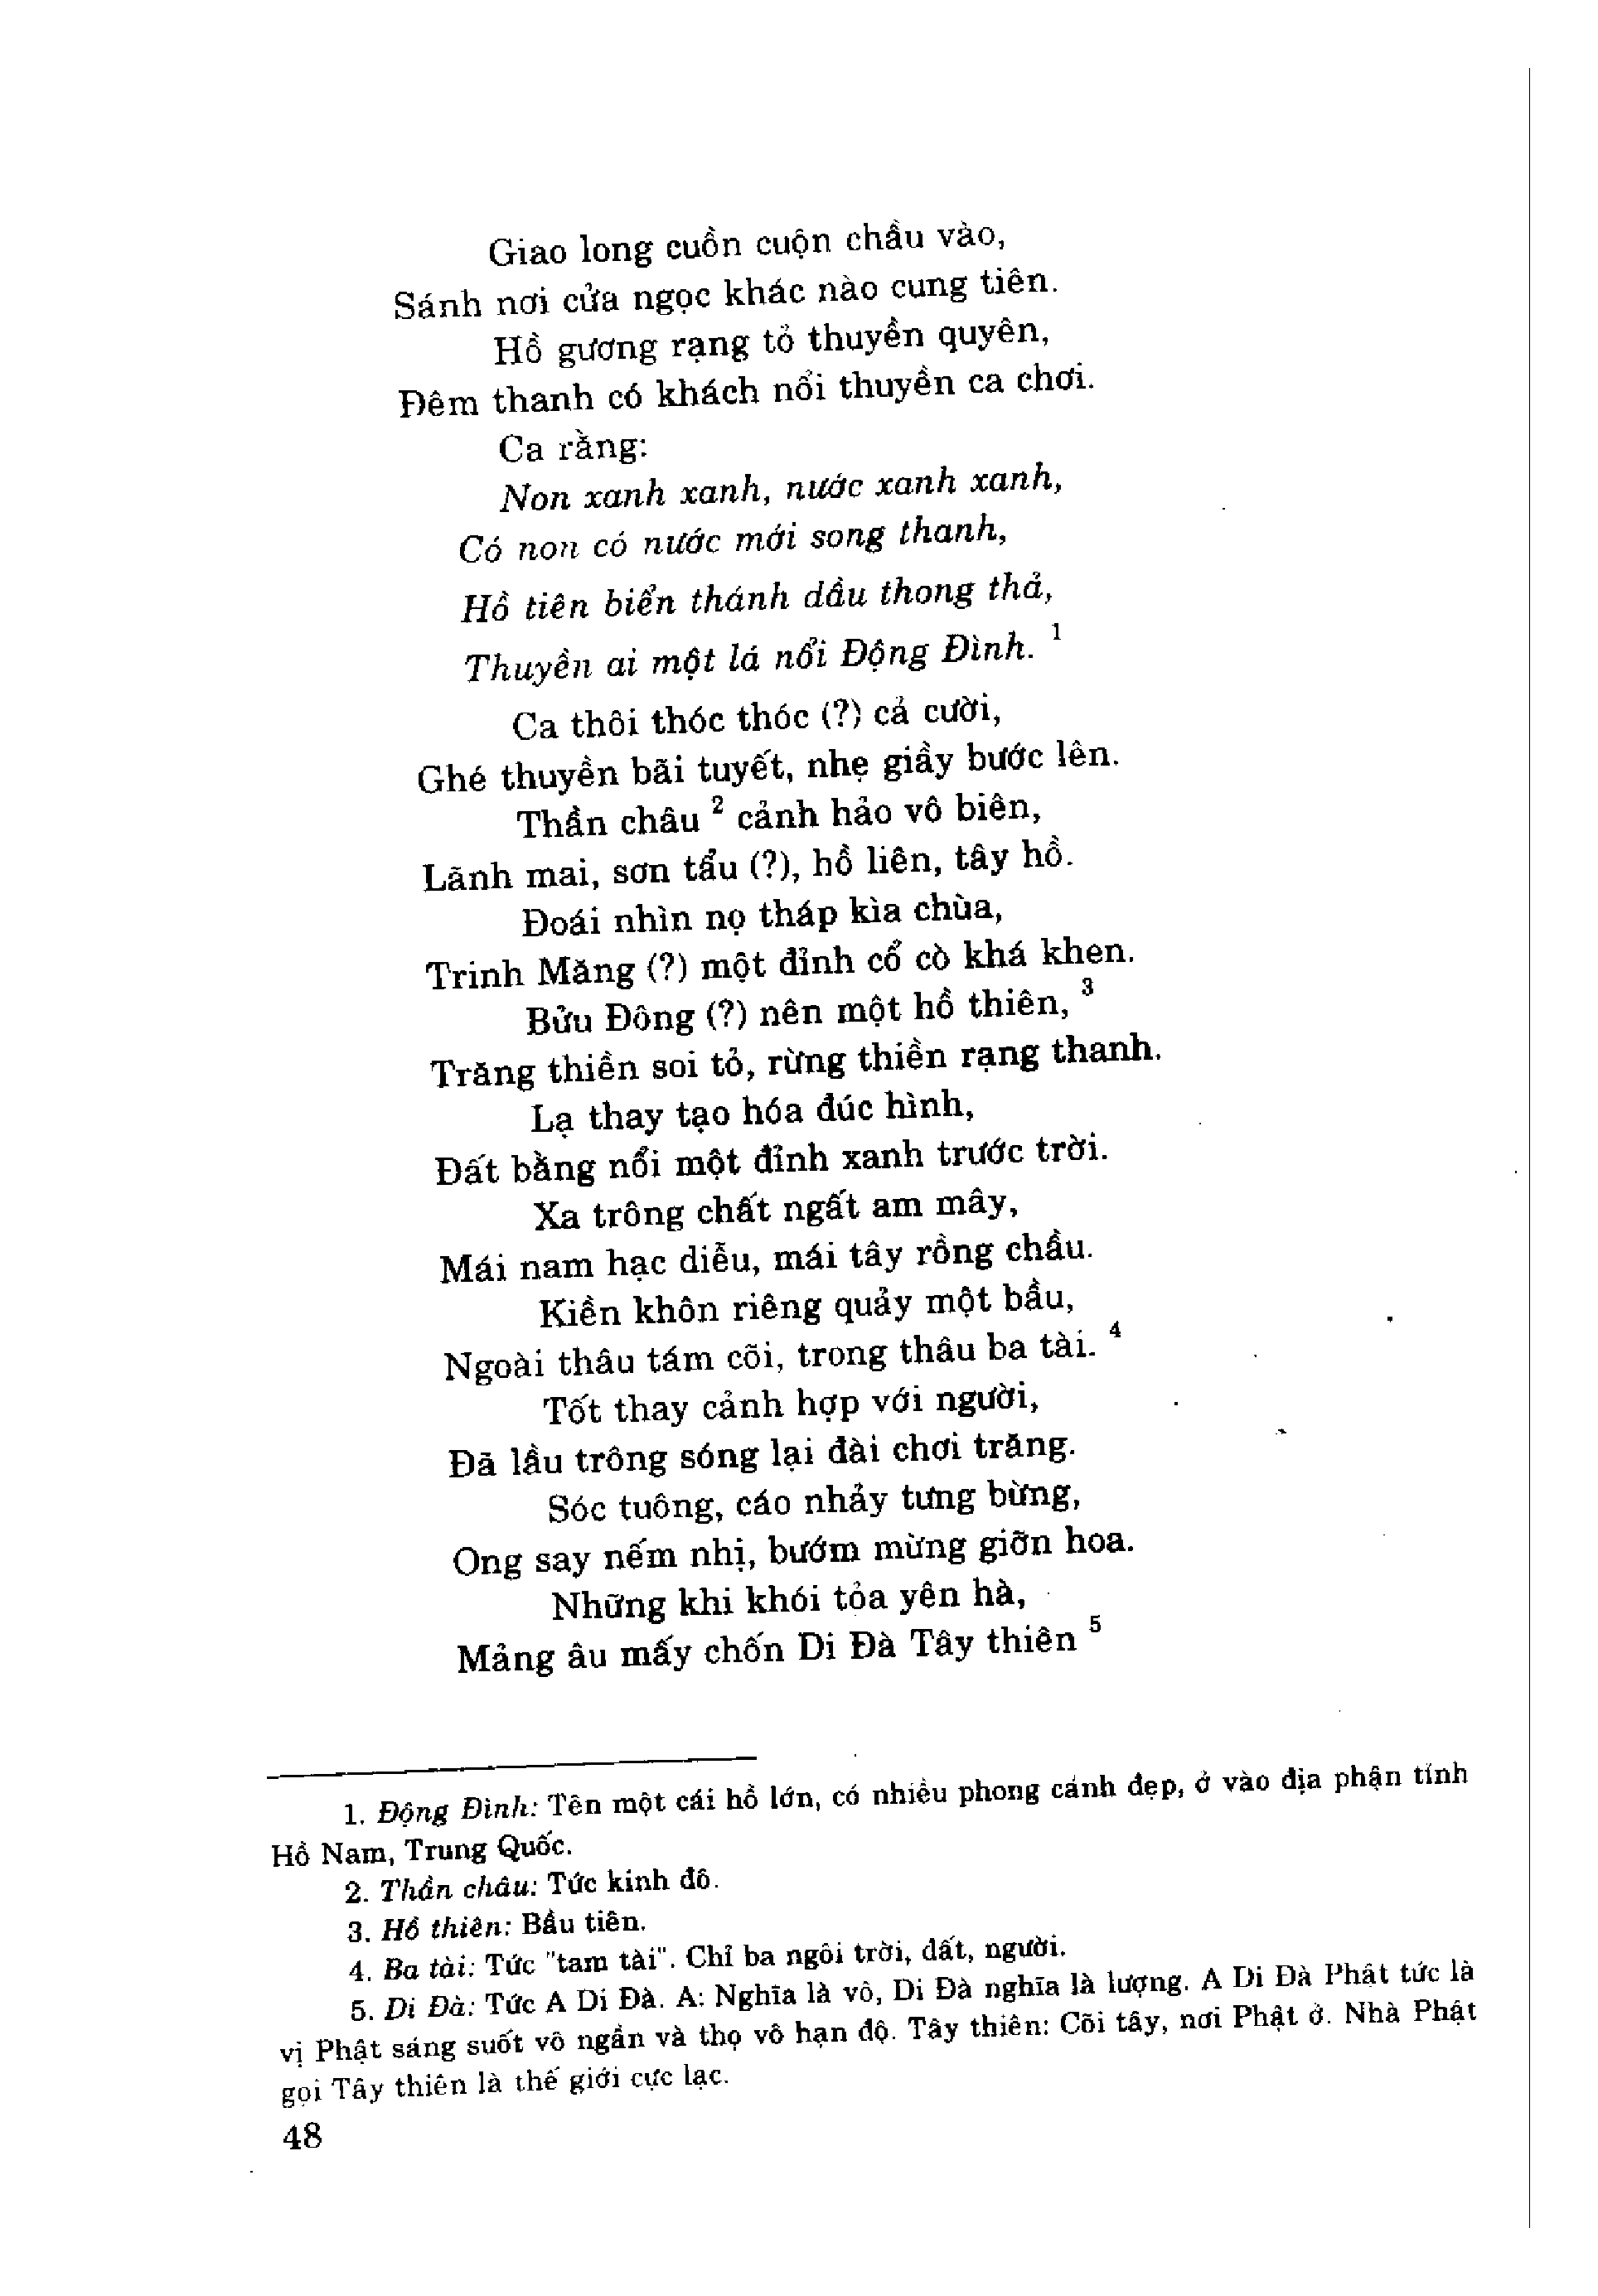 Giao long cuồn cuộn chầu vào,
Sánh nơi cửa ngọc khác nào cung tiên.
Hồ gương rạng tỏ thuyền quyên,
Đêm thanh có khách nổi thuyền ca chơi.
Ca rằng:
Non xanh xanh, nước xanh xanh,
Có non có nước mới song thanh,
Hồ tiên biển thánh dầu thong thả,
Thuyền ai một lá nổi Động Đình. 1
Ca thôi thóc thóc (?) cả cười,
Ghé thuyền bãi tuyết, nhẹ giầy bước lên.
Thần châu 2 cảnh hảo vô biên,
Lãnh mai, sơn tẩu (?), hồ liên, tây hồ.
Đoái nhìn nọ tháp kìa chùa,
Trinh Măng (?) một đỉnh cổ cò khá khen.
Bửu Đông (?) nên một hồ thiên, 3
Trăng thiền soi tỏ, rừng thiền rạng thanh.
Lạ thay tạo hóa đúc hình,
Đất bằng nổi một đỉnh xanh trước trời.
Xa trông chất ngất am mây,
Mái nam hạc diễu, mái tây rồng chầu.
Kiền khôn riêng quảy một bầu,
Ngoài thâu tám cõi, trong thâu ba tài. 4
Tốt thay cảnh hợp với người,
Đã lầu trông sóng lại đài chơi trăng.
Sóc tuông, cáo nhảy tưng bừng,
Ong say nếm nhị, bướm mừng giỡn hoa.
Những khi khói tỏa yên hà,
Mảng âu mấy chốn Di Đà Tây thiên 5
1. Động Đình: Tên một cái hồ lớn, có nhiều phong cảnh đẹp, ở vào địa phận tỉnh
Hồ Nam, Trung Quốc.
2. Thần châu: Tức kinh đô.
3. Hồ thiên: Bầu tiên.
4. Ba tài: Tức "tam tài". Chỉ ba ngôi trời, đất, người.
5. Di Đà: Tức A Di Đà. A: Nghĩa là vô, Di Đà nghĩa là lượng. A Di Đà Phật tức là
vị Phật sáng suốt vô ngần và thọ vô hạn độ. Tây thiên: Cõi tây, nơi Phật ở. Nhà Phật
gọi Tây thiên là thế giới cực lạc.
48